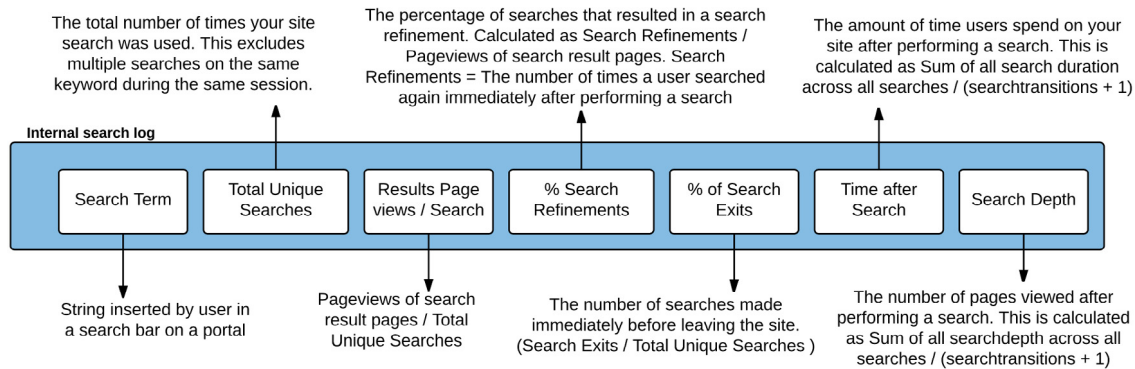 The total number of times your site
search was used. This excludes
multiple searches on the same
keyword during the same session.
The percentage of searches that resulted in a search
refinement. Calculated as Search Refinements /
Pageviews of search result pages. Search
Refinements = The number of times a user searched
again immediately after performing a search
The amount of time users spend on your
site after performing a search. This is
calculated as Sum of all search duration
across all searches / (searchtransitions + 1)
Internal search log
Search Term
Total Unique
Searches
Results Page
views / Search
% Search
Refinements
% of Search
Exits
Time after
Search
Search Depth
String inserted by user in
a search bar on a portal
Pageviews of search
result pages / Total
Unique Searches
The number of searches made
immediately before leaving the site.
(Search Exits / Total Unique Searches )
The number of pages viewed after
performing a search. This is calculated
as Sum of all searchdepth across all
searches / (searchtransitions + 1)